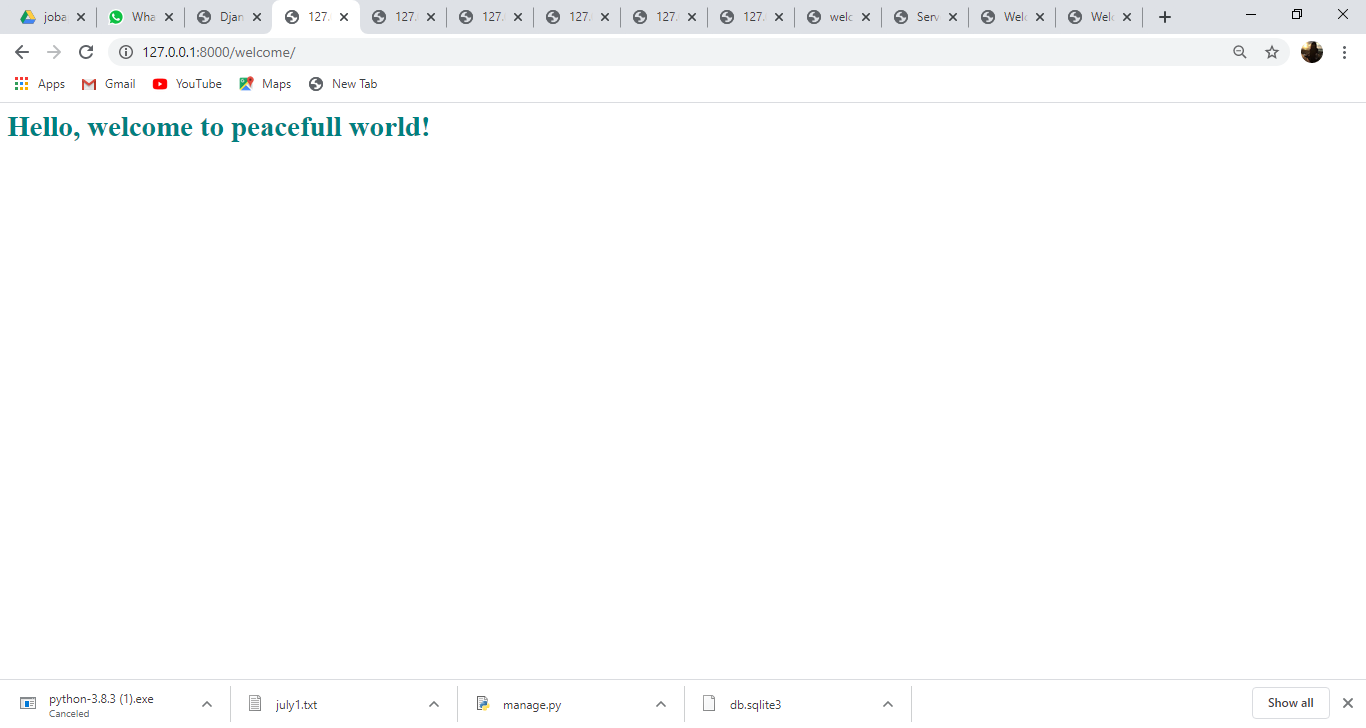 joba Wha Djan 127. 127. 127. 127. 127. 127. welc Serv Welc Welc
127.0.0.1:8000/welcome/
Apps Gmail YouTube Maps New Tab
Hello, welcome to peacefull world!
python-3.8.3 (1).exe
Canceled
july1.txt
manage.py
db.sqlite3
Show all